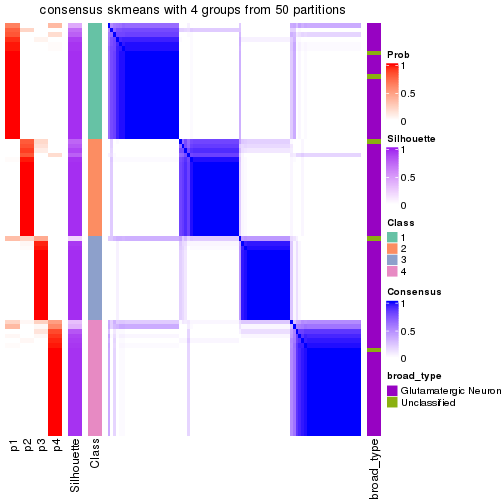 consensus skmeans with 4 groups from 50 partitions
Prob
1
0.5
0
Silhouette
1
0.5
0
Class
1
2
3
4
Consensus
1
0.5
0
broad_type
Glutamatergic Neuron
Unclassified
p1
p2
p3
p4
Silhouette
Class
broad_type